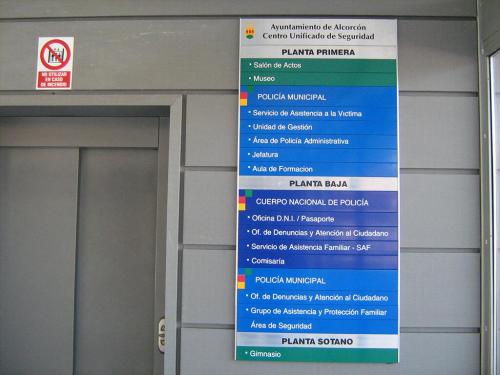 Ayuntamiento de Alcorcón
Centro Unificado de Seguridad
PLANTA PRIMERA
• Salón de Actos
• Museo
POLICÍA MUNICIPAL
• Servicio de Asistencia a la Victima
• Unidad de Gestión
• Área de Policía Administrativa
• Jefatura
• Aula de Formacion
PLANTA BAJA
CUERPO NACIONAL DE POLICÍA
• Oficina D.N.I. / Pasaporte
• Of. de Denuncias y Atención al Ciudadano
• Servicio de Asistencia Familiar - SAF
• Comisaría
POLICÍA MUNICIPAL
• Of. de Denuncias y Atención al Ciudadano
• Grupo de Asistencia y Protección Familiar
Área de Seguridad
PLANTA SOTANO
• Gimnasio
NO UTILIZAR
EN CASO
DE INCENDIO